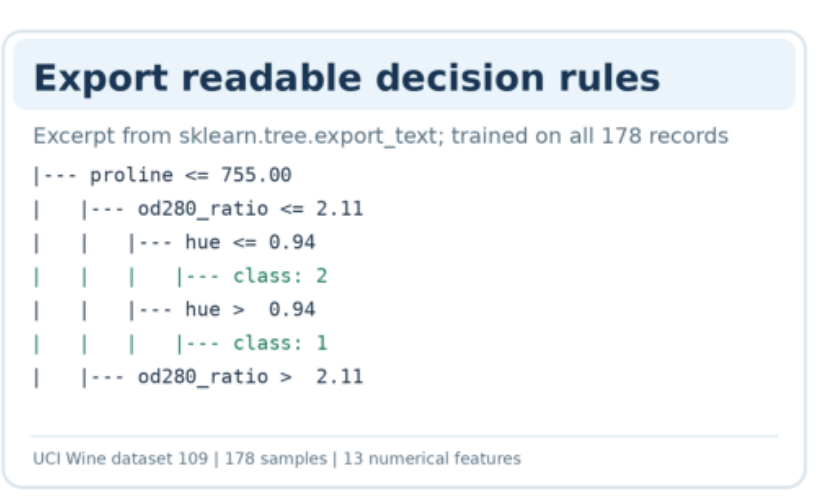 Export readable decision rules
Excerpt from sklearn.tree.export_text; trained on all 178 records
|--- proline <= 755.00
|   |--- od280_ratio <= 2.11
|   |   |--- hue <= 0.94
|   |   |   |--- class: 2
|   |   |--- hue >  0.94
|   |   |   |--- class: 1
|   |--- od280_ratio >  2.11
UCI Wine dataset 109 | 178 samples | 13 numerical features